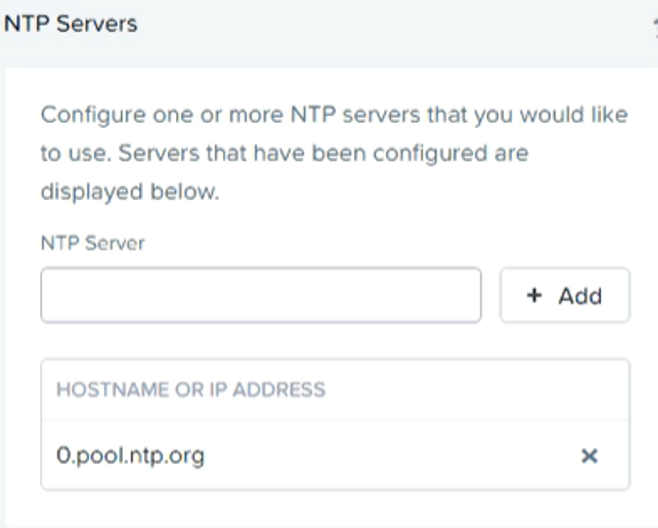 NTP Servers
Configure one or more NTP servers that you would like
to use. Servers that have been configured are
displayed below.
NTP Server
+ Add
HOSTNAME OR IP ADDRESS
0.pool.ntp.org
×